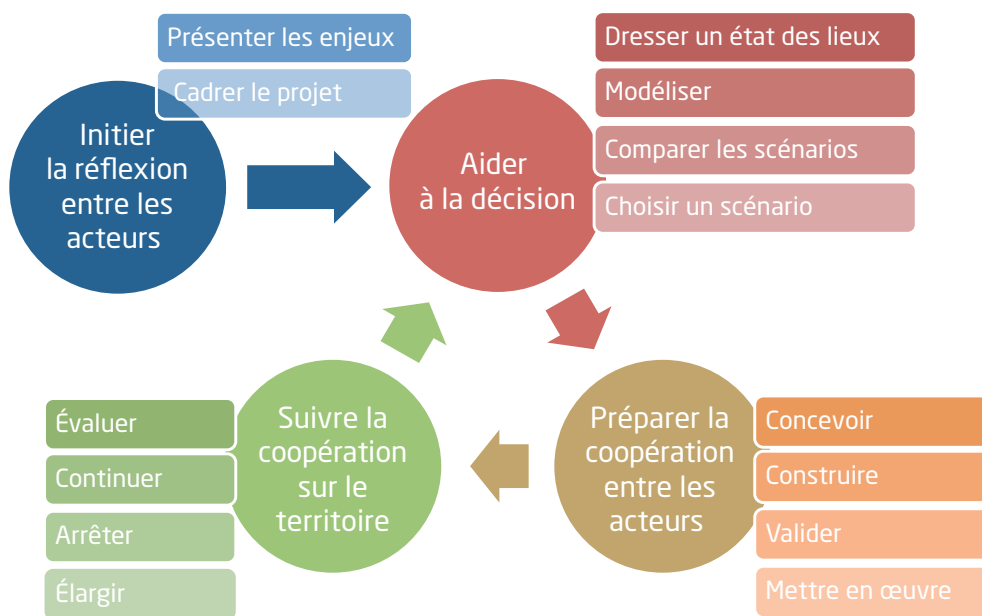 Présenter les enjeux
Cadrer le projet
Initier
la réflexion
entre les
acteurs
Dresser un état des lieux
Modéliser
Comparer les scénarios
Choisir un scénario
Aider
à la décision
Préparer la
coopération
entre les
acteurs
Concevoir
Construire
Valider
Mettre en œuvre
Suivre la
coopération
sur le
territoire
Évaluer
Continuer
Arrêter
Élargir